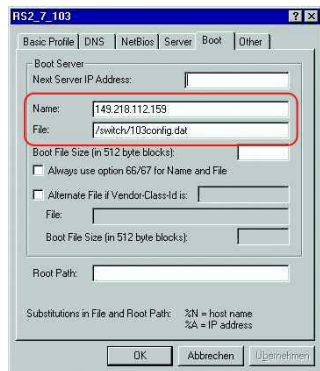 RS2_7_103
Basic Profile DNS NetBios Server Boot Other
Boot Server
Next Server IP Address:
Name: 149.218.112.159
File: /switch/103config.dat
Boot File Size (in 512 byte blocks):
Always use option 66/67 for Name and File
Alternate File if Vendor-Class-Id is:
File:
Boot File Size (in 512 byte blocks):
Root Path:
Substitutions in File and Root Path: %N = host name
%A = IP address
OK Abbrechen Übernehmen